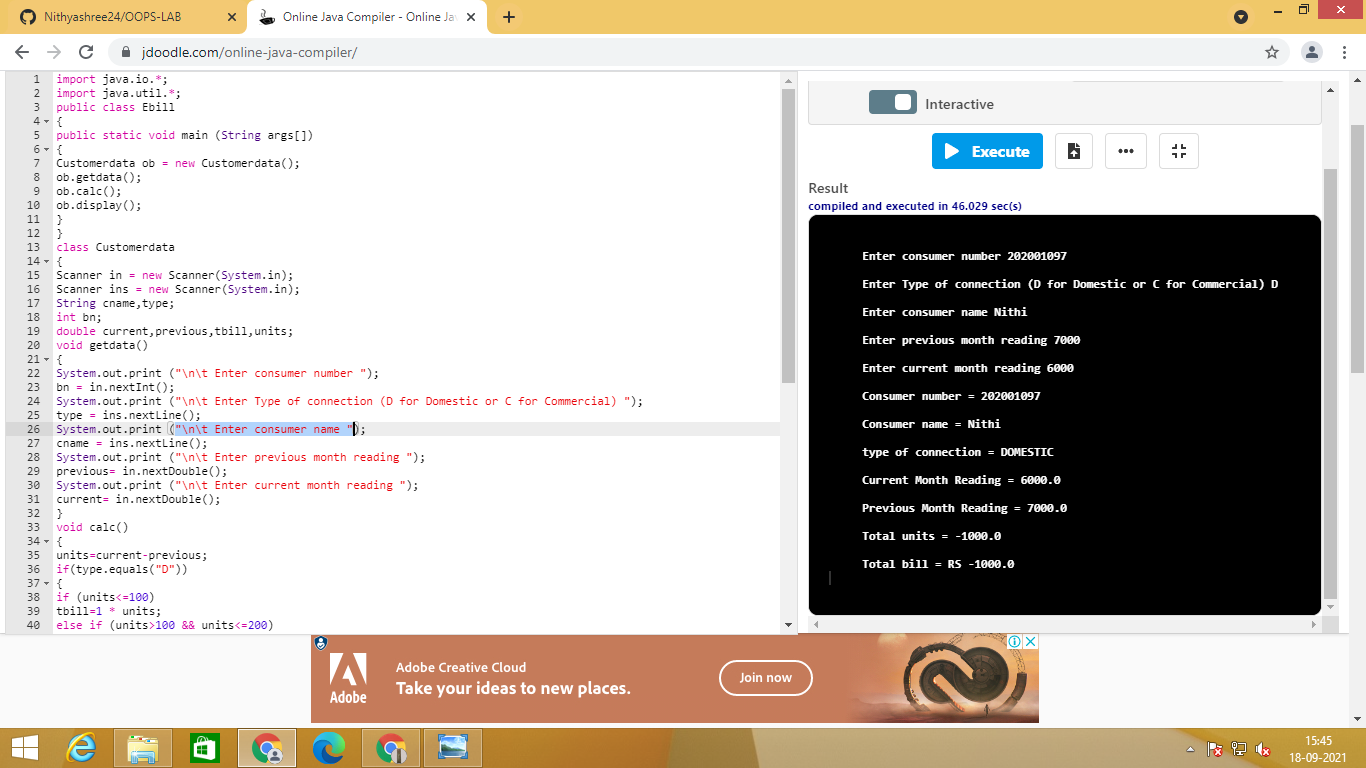 Nithyashree24/OOPS-LAB
Online Java Compiler - Online Jav
jdoodle.com/online-java-compiler/
1 import java.io.*;
2 import java.util.*;
3 public class Ebill
4 {
5 public static void main (String args[])
6 {
7 Customerdata ob = new Customerdata();
8 ob.getdata();
9 ob.calc();
10 ob.display();
11 }
12 }
13 class Customerdata
14 {
15 Scanner in = new Scanner(System.in);
16 Scanner ins = new Scanner(System.in);
17 String cname,type;
18 int bn;
19 double current,previous,tbill,units;
20 void getdata()
21 {
22 System.out.print ("\n\t Enter consumer number ");
23 bn = in.nextInt();
24 System.out.print ("\n\t Enter Type of connection (D for Domestic or C for Commercial) ");
25 type = ins.nextLine();
26 System.out.print ("\n\t Enter consumer name ");
27 cname = ins.nextLine();
28 System.out.print ("\n\t Enter previous month reading ");
29 previous= in.nextDouble();
30 System.out.print ("\n\t Enter current month reading ");
31 current= in.nextDouble();
32 }
33 void calc()
34 {
35 units=current-previous;
36 if(type.equals("D"))
37 {
38 if (units<=100)
39 tbill=1 * units;
40 else if (units>100 && units<=200)
Interactive
Execute
Result
compiled and executed in 46.029 sec(s)
Enter consumer number 202001097
Enter Type of connection (D for Domestic or C for Commercial) D
Enter consumer name Nithi
Enter previous month reading 7000
Enter current month reading 6000
Consumer number = 202001097
Consumer name = Nithi
type of connection = DOMESTIC
Current Month Reading = 6000.0
Previous Month Reading = 7000.0
Total units = -1000.0
Total bill = RS -1000.0
Adobe
Adobe Creative Cloud
Take your ideas to new places.
Join now
15:45
18-09-2021